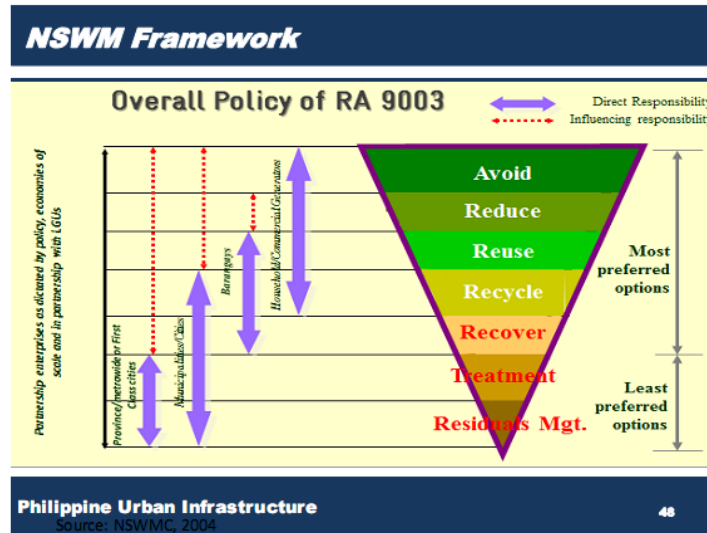 NSWM Framework
Overall Policy of RA 9003
Direct Responsibility
Influencing responsibility
Partnership enterprises as dictated by policy, economies of
scale and in partnership with LGUs
Province/metrowide or First
Class cities
Municipalities/Cities
Barangays
Household/Commercial Generators
Avoid
Reduce
Reuse
Recycle
Recover
Treatment
Residuals Mgt.
Most
preferred
options
Least
preferred
options
Philippine Urban Infrastructure
48
Source: NSWMC, 2004